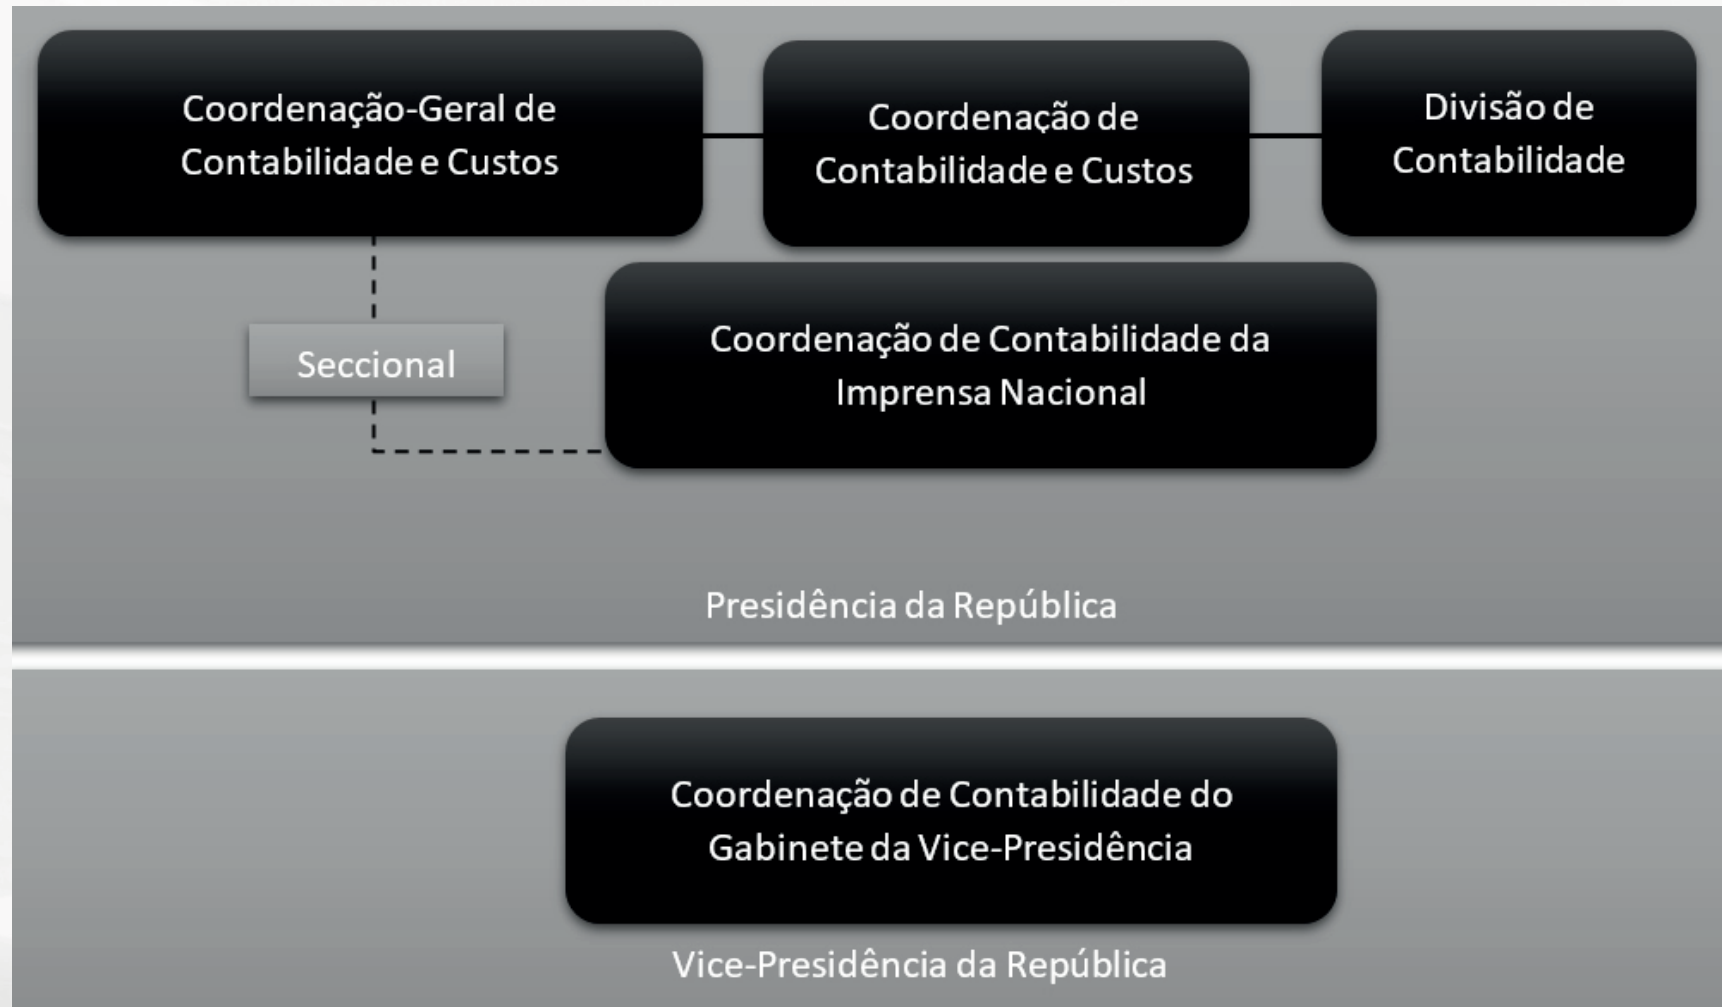 Coordenação-Geral de
Contabilidade e Custos
Coordenação de
Contabilidade e Custos
Divisão de
Contabilidade
Seccional
Coordenação de Contabilidade da
Imprensa Nacional
Presidência da República
Coordenação de Contabilidade do
Gabinete da Vice-Presidência
Vice-Presidência da República